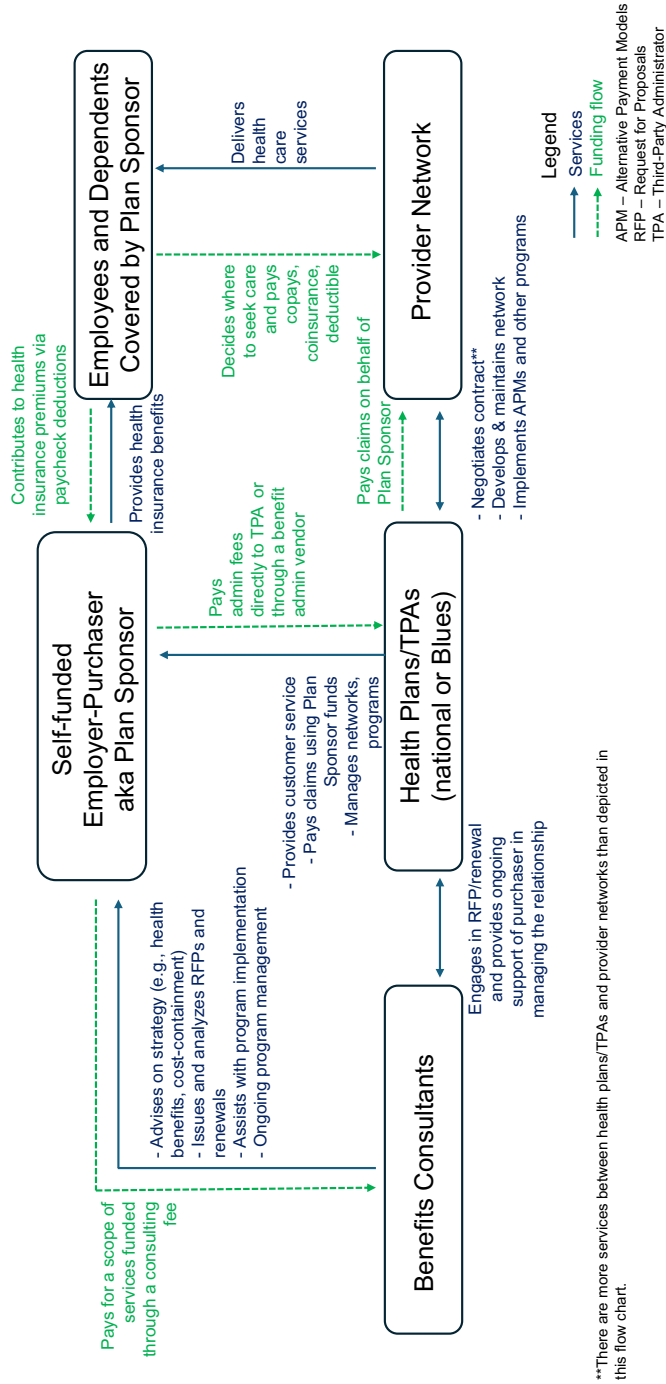 Self-funded
Employer-Purchaser
aka Plan Sponsor
Contributes to health
insurance premiums via
paycheck deductions
Provides health
insurance benefits
Employees and Dependents
Covered by Plan Sponsor
Pays for a scope of
services funded
through a consulting
fee
- Advises on strategy (e.g., health
benefits, cost-containment)
- Issues and analyzes RFPs and
renewals
- Assists with program implementation
- Ongoing program management
- Provides customer service
- Pays claims using Plan
Sponsor funds
- Manages networks,
programs
Pays
admin fees
directly to TPA or
through a benefit
admin vendor
Decides where
to seek care
and pays
copays,
coinsurance,
deductible
Delivers
health
care
services
Benefits Consultants
Engages in RFP/renewal
and provides ongoing
support of purchaser in
managing the relationship
Health Plans/TPAs
(national or Blues)
Pays claims on behalf of
Plan Sponsor
- Negotiates contract**
- Develops & maintains network
- Implements APMs and other programs
Provider Network
Legend
Services
Funding flow
APM – Alternative Payment Models
RFP – Request for Proposals
TPA – Third-Party Administrator
**There are more services between health plans/TPAs and provider networks than depicted in
this flow chart.